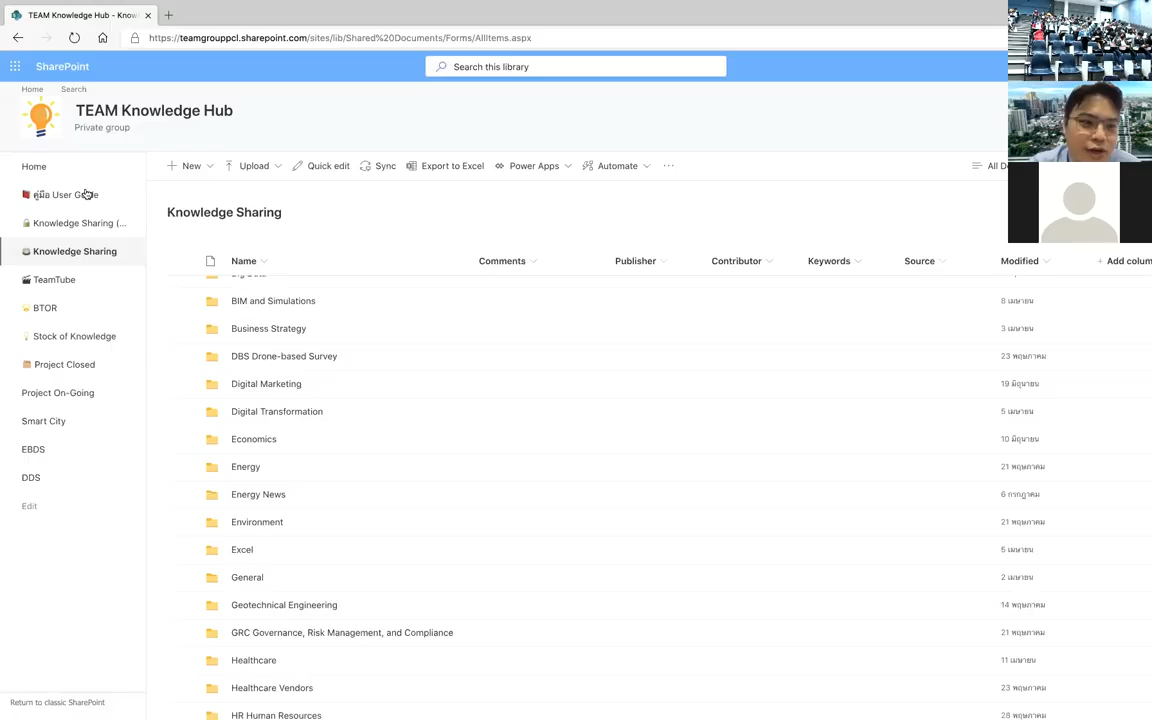 TEAM Knowledge Hub - Know
https://teamgrouppcl.sharepoint.com/sites/lib/Shared%20Documents/Forms/AllItems.aspx
SharePoint
Search this library
Home Search
TEAM Knowledge Hub
Private group
Home
คู่มือ User Guide
Knowledge Sharing (...
Knowledge Sharing
TeamTube
BTOR
Stock of Knowledge
Project Closed
Project On-Going
Smart City
EBDS
DDS
Edit
Return to classic SharePoint
New Upload Quick edit Sync Export to Excel Power Apps Automate ... All D
Knowledge Sharing
Name Comments Publisher Contributor Keywords Source Modified + Add colum
BIM and Simulations 8 เมษายน
Business Strategy 3 เมษายน
DBS Drone-based Survey 23 พฤษภาคม
Digital Marketing 19 มิถุนายน
Digital Transformation 5 เมษายน
Economics 10 มิถุนายน
Energy 21 พฤษภาคม
Energy News 6 กรกฎาคม
Environment 21 พฤษภาคม
Excel 5 เมษายน
General 2 เมษายน
Geotechnical Engineering 14 พฤษภาคม
GRC Governance, Risk Management, and Compliance 21 พฤษภาคม
Healthcare 11 เมษายน
Healthcare Vendors 23 พฤษภาคม
HR Human Resources 28 พฤษภาคม